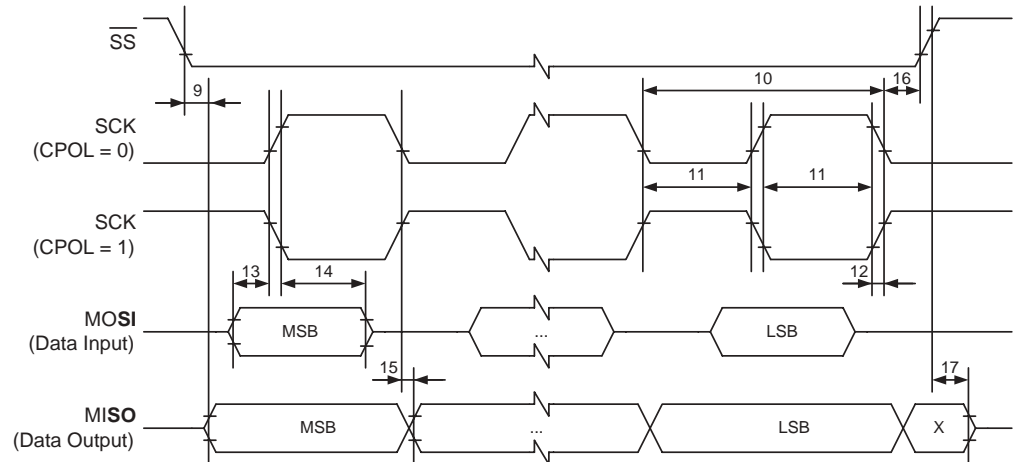 SS
10
9
16
SCK
(CPOL = 0)
11
11
SCK
(CPOL = 1)
13
14
12
MOSI
(Data Input)
MSB
...
LSB
15
17
MISO
(Data Output)
MSB
...
LSB
X